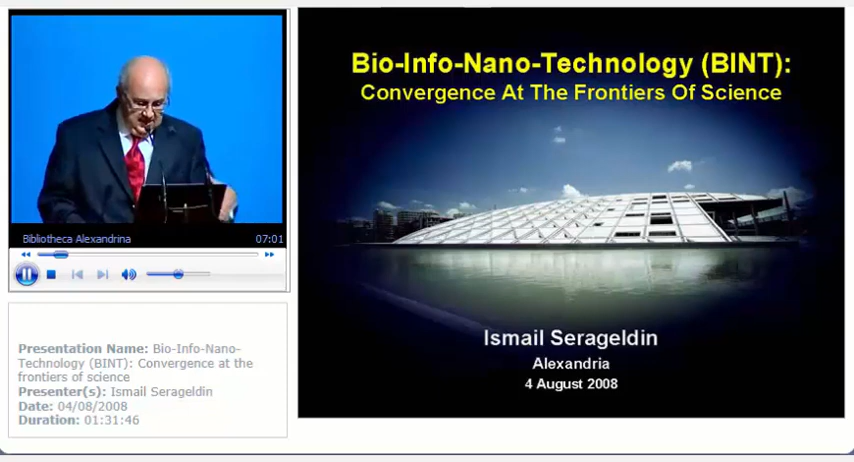 Bibliotheca Alexandrina 07:01
Presentation Name: Bio-Info-Nano-
Technology (BINT): Convergence at the
frontiers of science
Presenter(s): Ismail Serageldin
Date: 04/08/2008
Duration: 01:31:46
Bio-Info-Nano-Technology (BINT):
Convergence At The Frontiers Of Science
Ismail Serageldin
Alexandria
4 August 2008